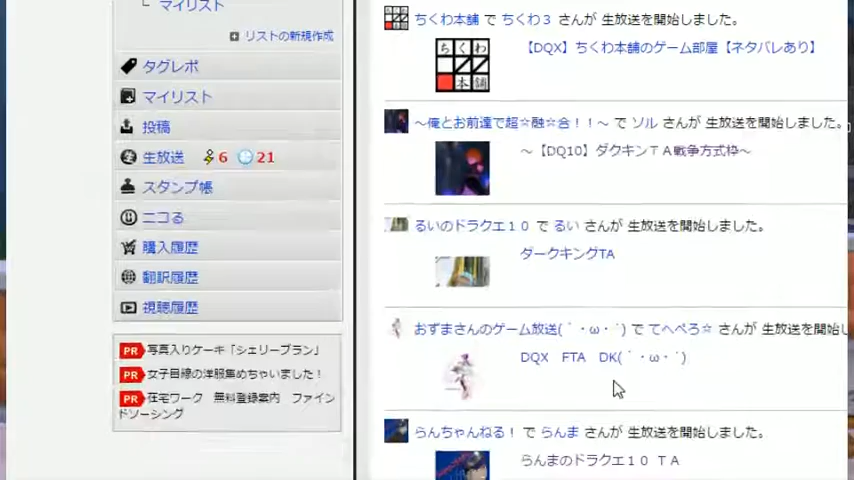 マイリスト
リストの新規作成
タグレポ
マイリスト
投稿
生放送 6 21
スタンプ帳
ニコる
購入履歴
翻訳履歴
視聴履歴
PR 写真入りケーキ「シェリーブラン」
PR 女子目線の洋服集めちゃいました！
PR 在宅ワーク 無料登録案内 ファイン
ドソーシング
ちくわ本舗 で ちくわ３ さんが 生放送を開始しました。
ちくわ
本舗
【DQX】ちくわ本舗のゲーム部屋【ネタバレあり】
～俺とお前達で超☆融☆合！！～ で ソル さんが 生放送を開始しました。
～【DQ10】ダクキンＴＡ戦争方式枠～
るいのドラクエ１０ で るい さんが 生放送を開始しました。
ダークキングTA
おずまさんのゲーム放送(｀・ω・´) で てへぺろ☆ さんが 生放送を開始し
DQX FTA DK(｀・ω・´)
らんちゃんねる！ で らんま さんが 生放送を開始しました。
らんまのドラクエ１０ ＴＡ